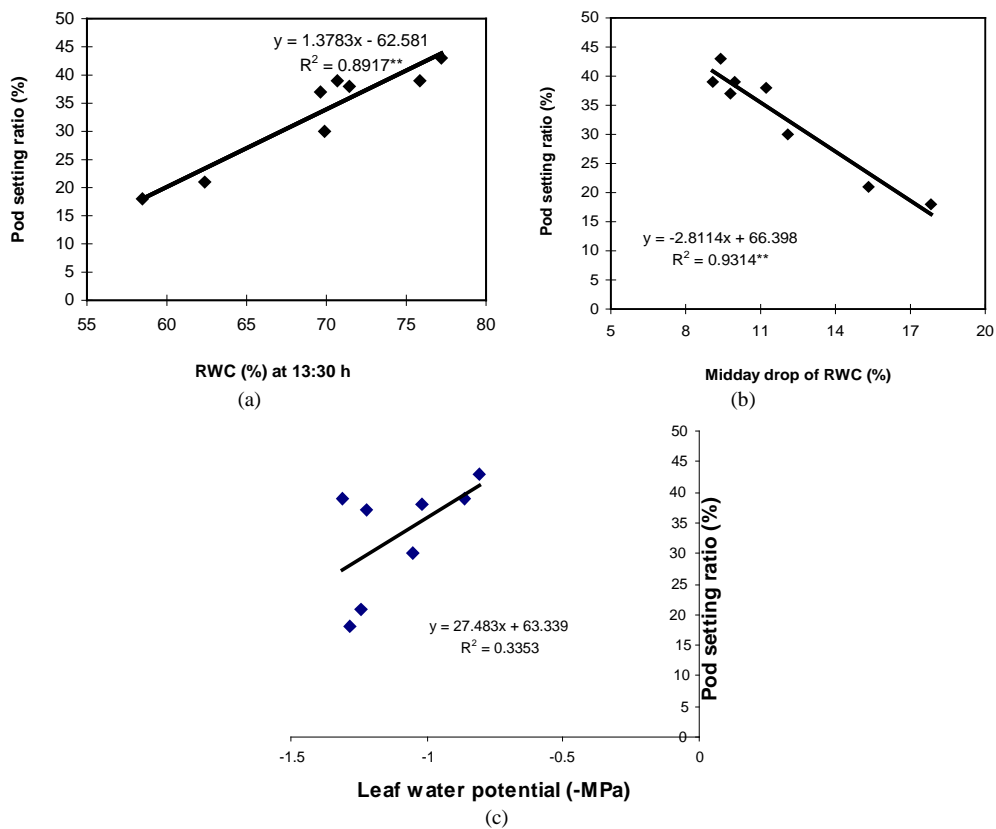 50
45
40
35
30
25
20
15
10
5
0
Pod setting ratio (%)
y = 1.3783x - 62.581
R² = 0.8917**
55 60 65 70 75 80
RWC (%) at 13:30 h
(a)
50
45
40
35
30
25
20
15
10
5
0
Pod setting ratio (%)
y = -2.8114x + 66.398
R² = 0.9314**
5 8 11 14 17 20
Midday drop of RWC (%)
(b)
50
45
40
35
30
25
20
15
10
5
0
Pod setting ratio (%)
y = 27.483x + 63.339
R² = 0.3353
-1.5 -1 -0.5 0
Leaf water potential (-MPa)
(c)